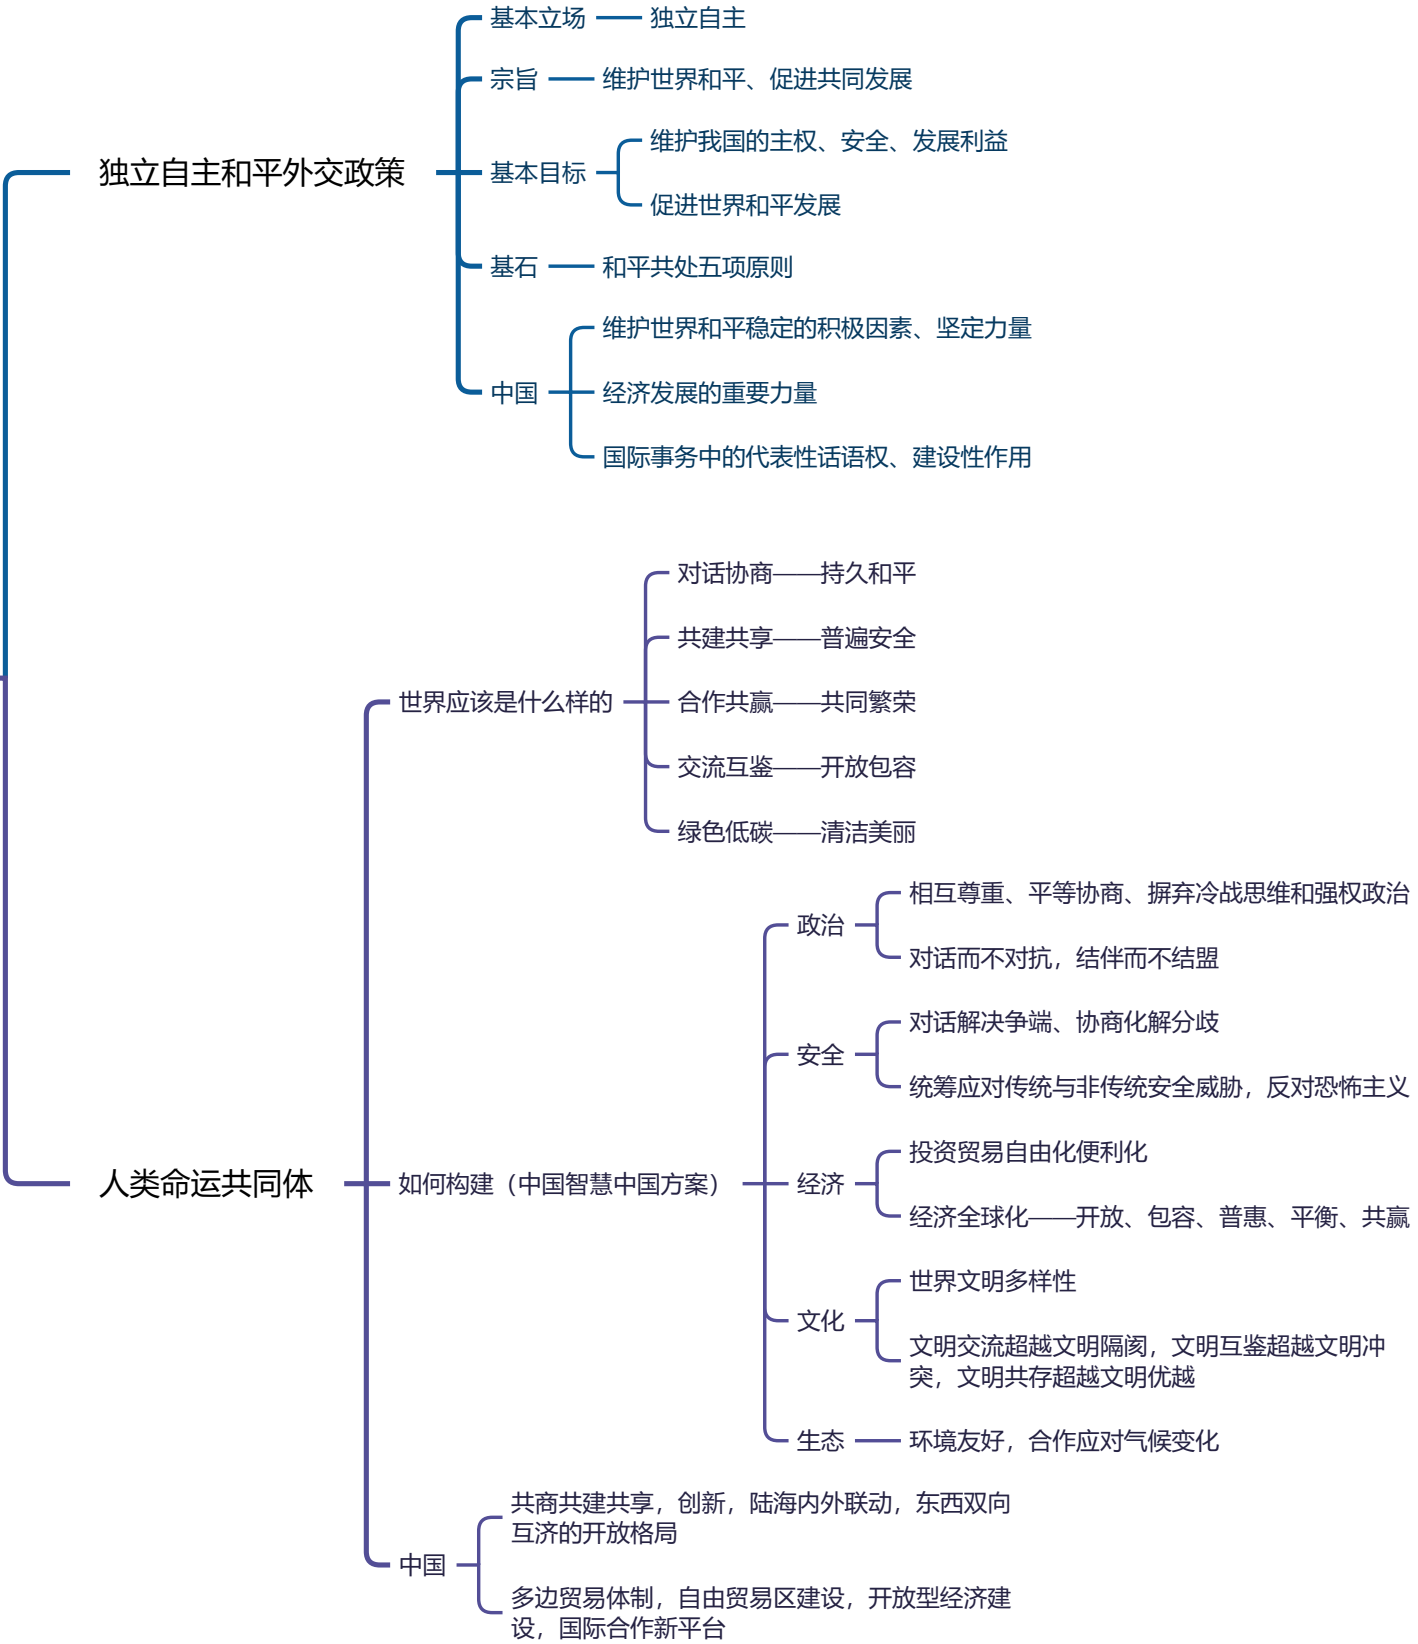 独立自主和平外交政策
基本立场
独立自主
宗旨
维护世界和平、促进共同发展
基本目标
维护我国的主权、安全、发展利益
促进世界和平发展
基石
和平共处五项原则
中国
维护世界和平稳定的积极因素、坚定力量
经济发展的重要力量
国际事务中的代表性话语权、建设性作用
人类命运共同体
世界应该是什么样的
对话协商——持久和平
共建共享——普遍安全
合作共赢——共同繁荣
交流互鉴——开放包容
绿色低碳——清洁美丽
如何构建（中国智慧中国方案）
政治
相互尊重、平等协商、摒弃冷战思维和强权政治
对话而不对抗，结伴而不结盟
安全
对话解决争端、协商化解分歧
统筹应对传统与非传统安全威胁，反对恐怖主义
经济
投资贸易自由化便利化
经济全球化——开放、包容、普惠、平衡、共赢
文化
世界文明多样性
文明交流超越文明隔阂，文明互鉴超越文明冲
突，文明共存超越文明优越
生态
环境友好，合作应对气候变化
中国
共商共建共享，创新，陆海内外联动，东西双向
互济的开放格局
多边贸易体制，自由贸易区建设，开放型经济建
设，国际合作新平台